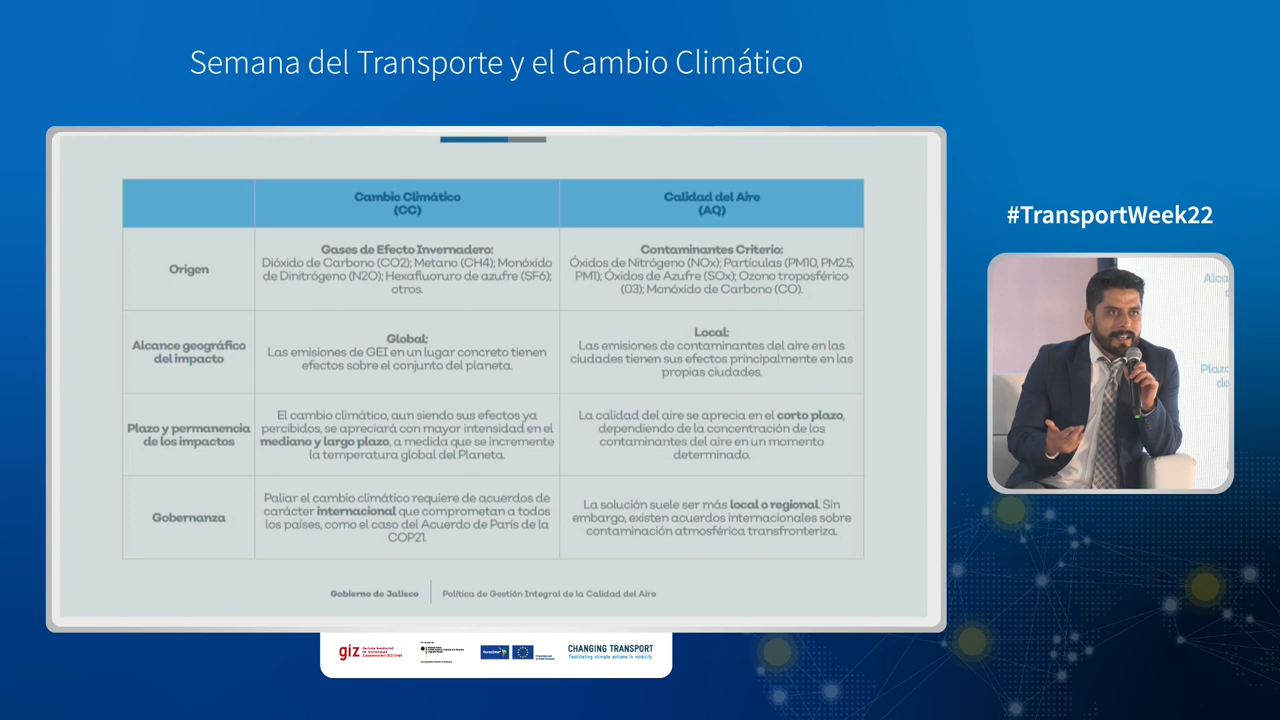 Semana del Transporte y el Cambio Climático
Cambio Climático
(CC)
Calidad del Aire
(AQ)
Origen
Gases de Efecto Invernadero:
Dióxido de Carbono (CO2); Metano (CH4); Monóxido
de Dinitrógeno (N2O); Hexafluoruro de azufre (SF6);
otros.
Contaminantes Criterio:
Óxidos de Nitrógeno (NOx); Partículas (PM10, PM2.5,
PM1); Óxidos de Azufre (SOx); Ozono troposférico
(03); Monóxido de Carbono (CO).
Alcance geográfico
del impacto
Global:
Las emisiones de GEI en un lugar concreto tienen
efectos sobre el conjunto del planeta.
Local:
Las emisiones de contaminantes del aire en las
ciudades tienen sus efectos principalmente en las
propias ciudades.
Plazo y permanencia
de los impactos
El cambio climático, aun siendo sus efectos ya
percibidos, se apreciará con mayor intensidad en el
mediano y largo plazo, a medida que se incremente
la temperatura global del Planeta.
La calidad del aire se aprecia en el corto plazo,
dependiendo de la concentración de los
contaminantes del aire en un momento
determinado.
Gobernanza
Paliar el cambio climático requiere de acuerdos de
carácter internacional que comprometan a todos
los países, como el caso del Acuerdo de París de la
COP21.
La solución suele ser más local o regional. Sin
embargo, existen acuerdos internacionales sobre
contaminación atmosférica transfronteriza.
Gobierno de Jalisco
Política de Gestión Integral de la Calidad del Aire
#TransportWeek22
Alca
Plazo
de
giz
CHANGING TRANSPORT
Facilitating climate actions in mobility